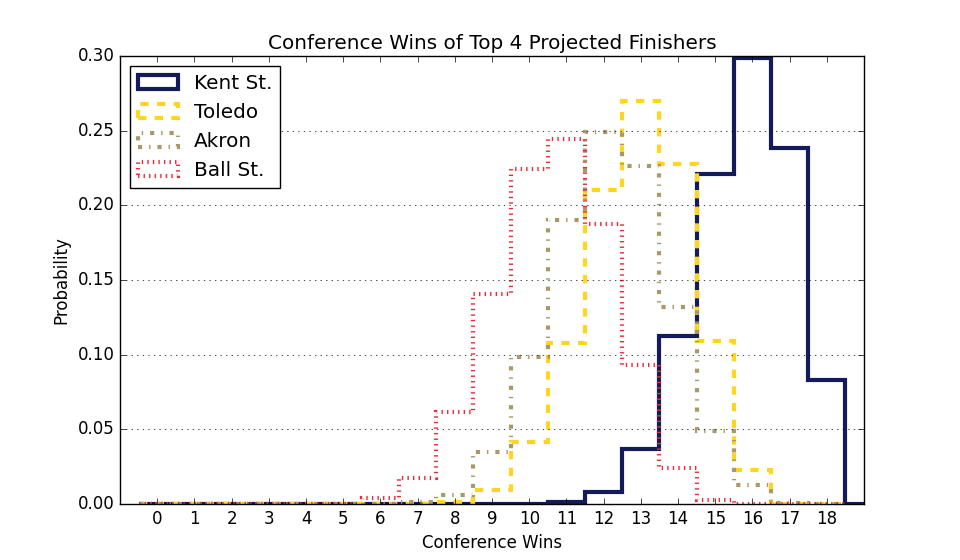 Conference Wins of Top 4 Projected Finishers
Kent St.
Toledo
Akron
Ball St.
0.30
0.25
0.20
0.15
0.10
0.05
0.00
Probability
0 1 2 3 4 5 6 7 8 9 10 11 12 13 14 15 16 17 18
Conference Wins